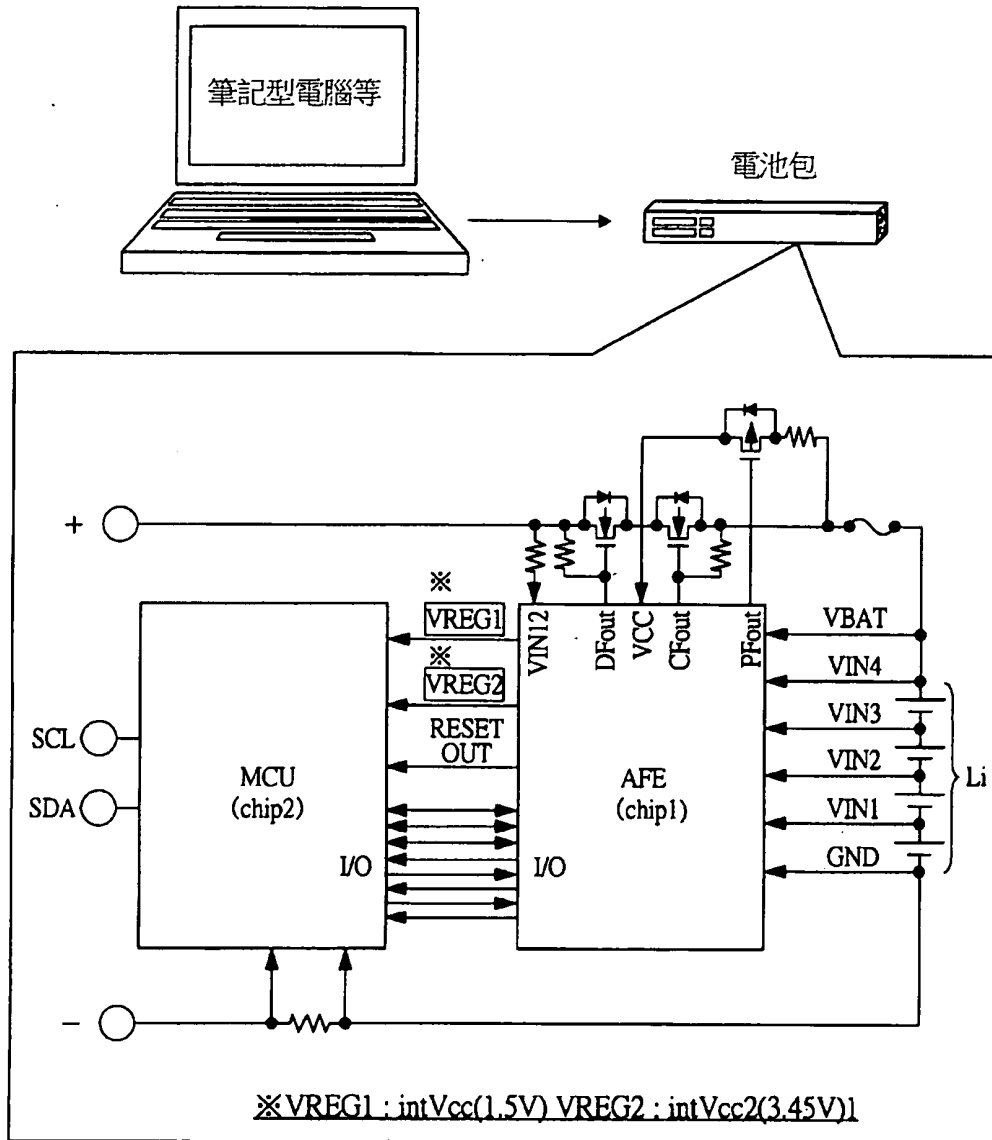 筆記型電腦等
電池包
+
※
VREG1
※
VREG2
RESET
OUT
VIN12
DFout
VCC
CFout
PFout
VBAT
VIN4
VIN3
VIN2
VIN1
GND
Li
SCL
SDA
MCU
(chip2)
AFE
(chip1)
I/O
I/O
−
※VREG1 : intVcc(1.5V) VREG2 : intVcc2(3.45V)1